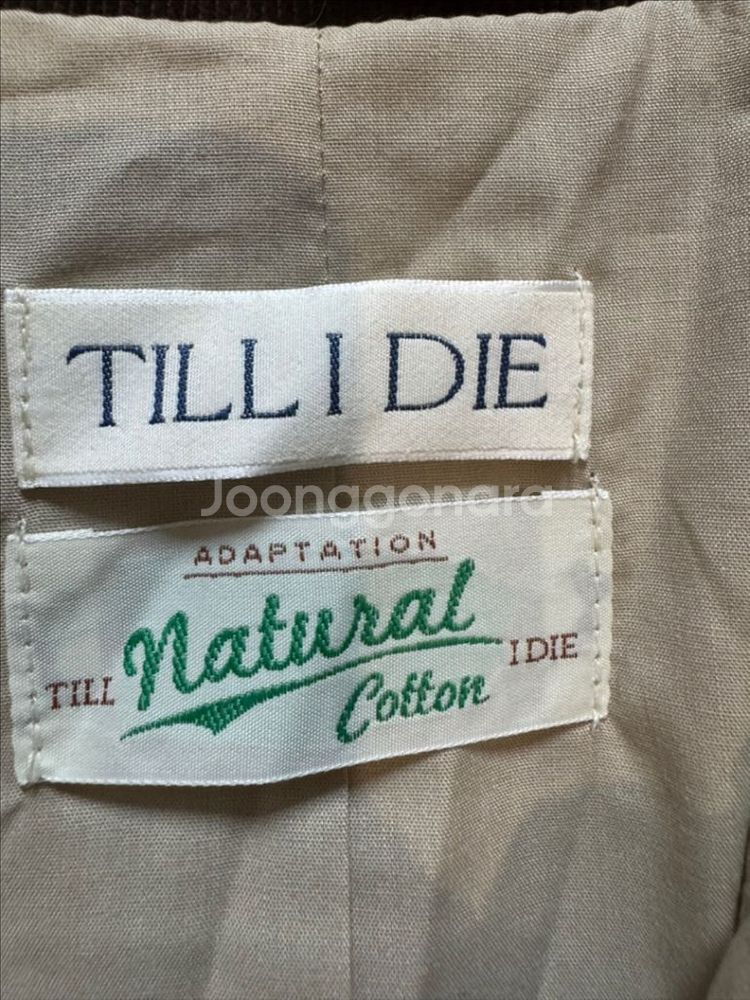 TILL I DIE
Joonggonara
ADAPTATION
Natural
TILL I DIE
Cotton